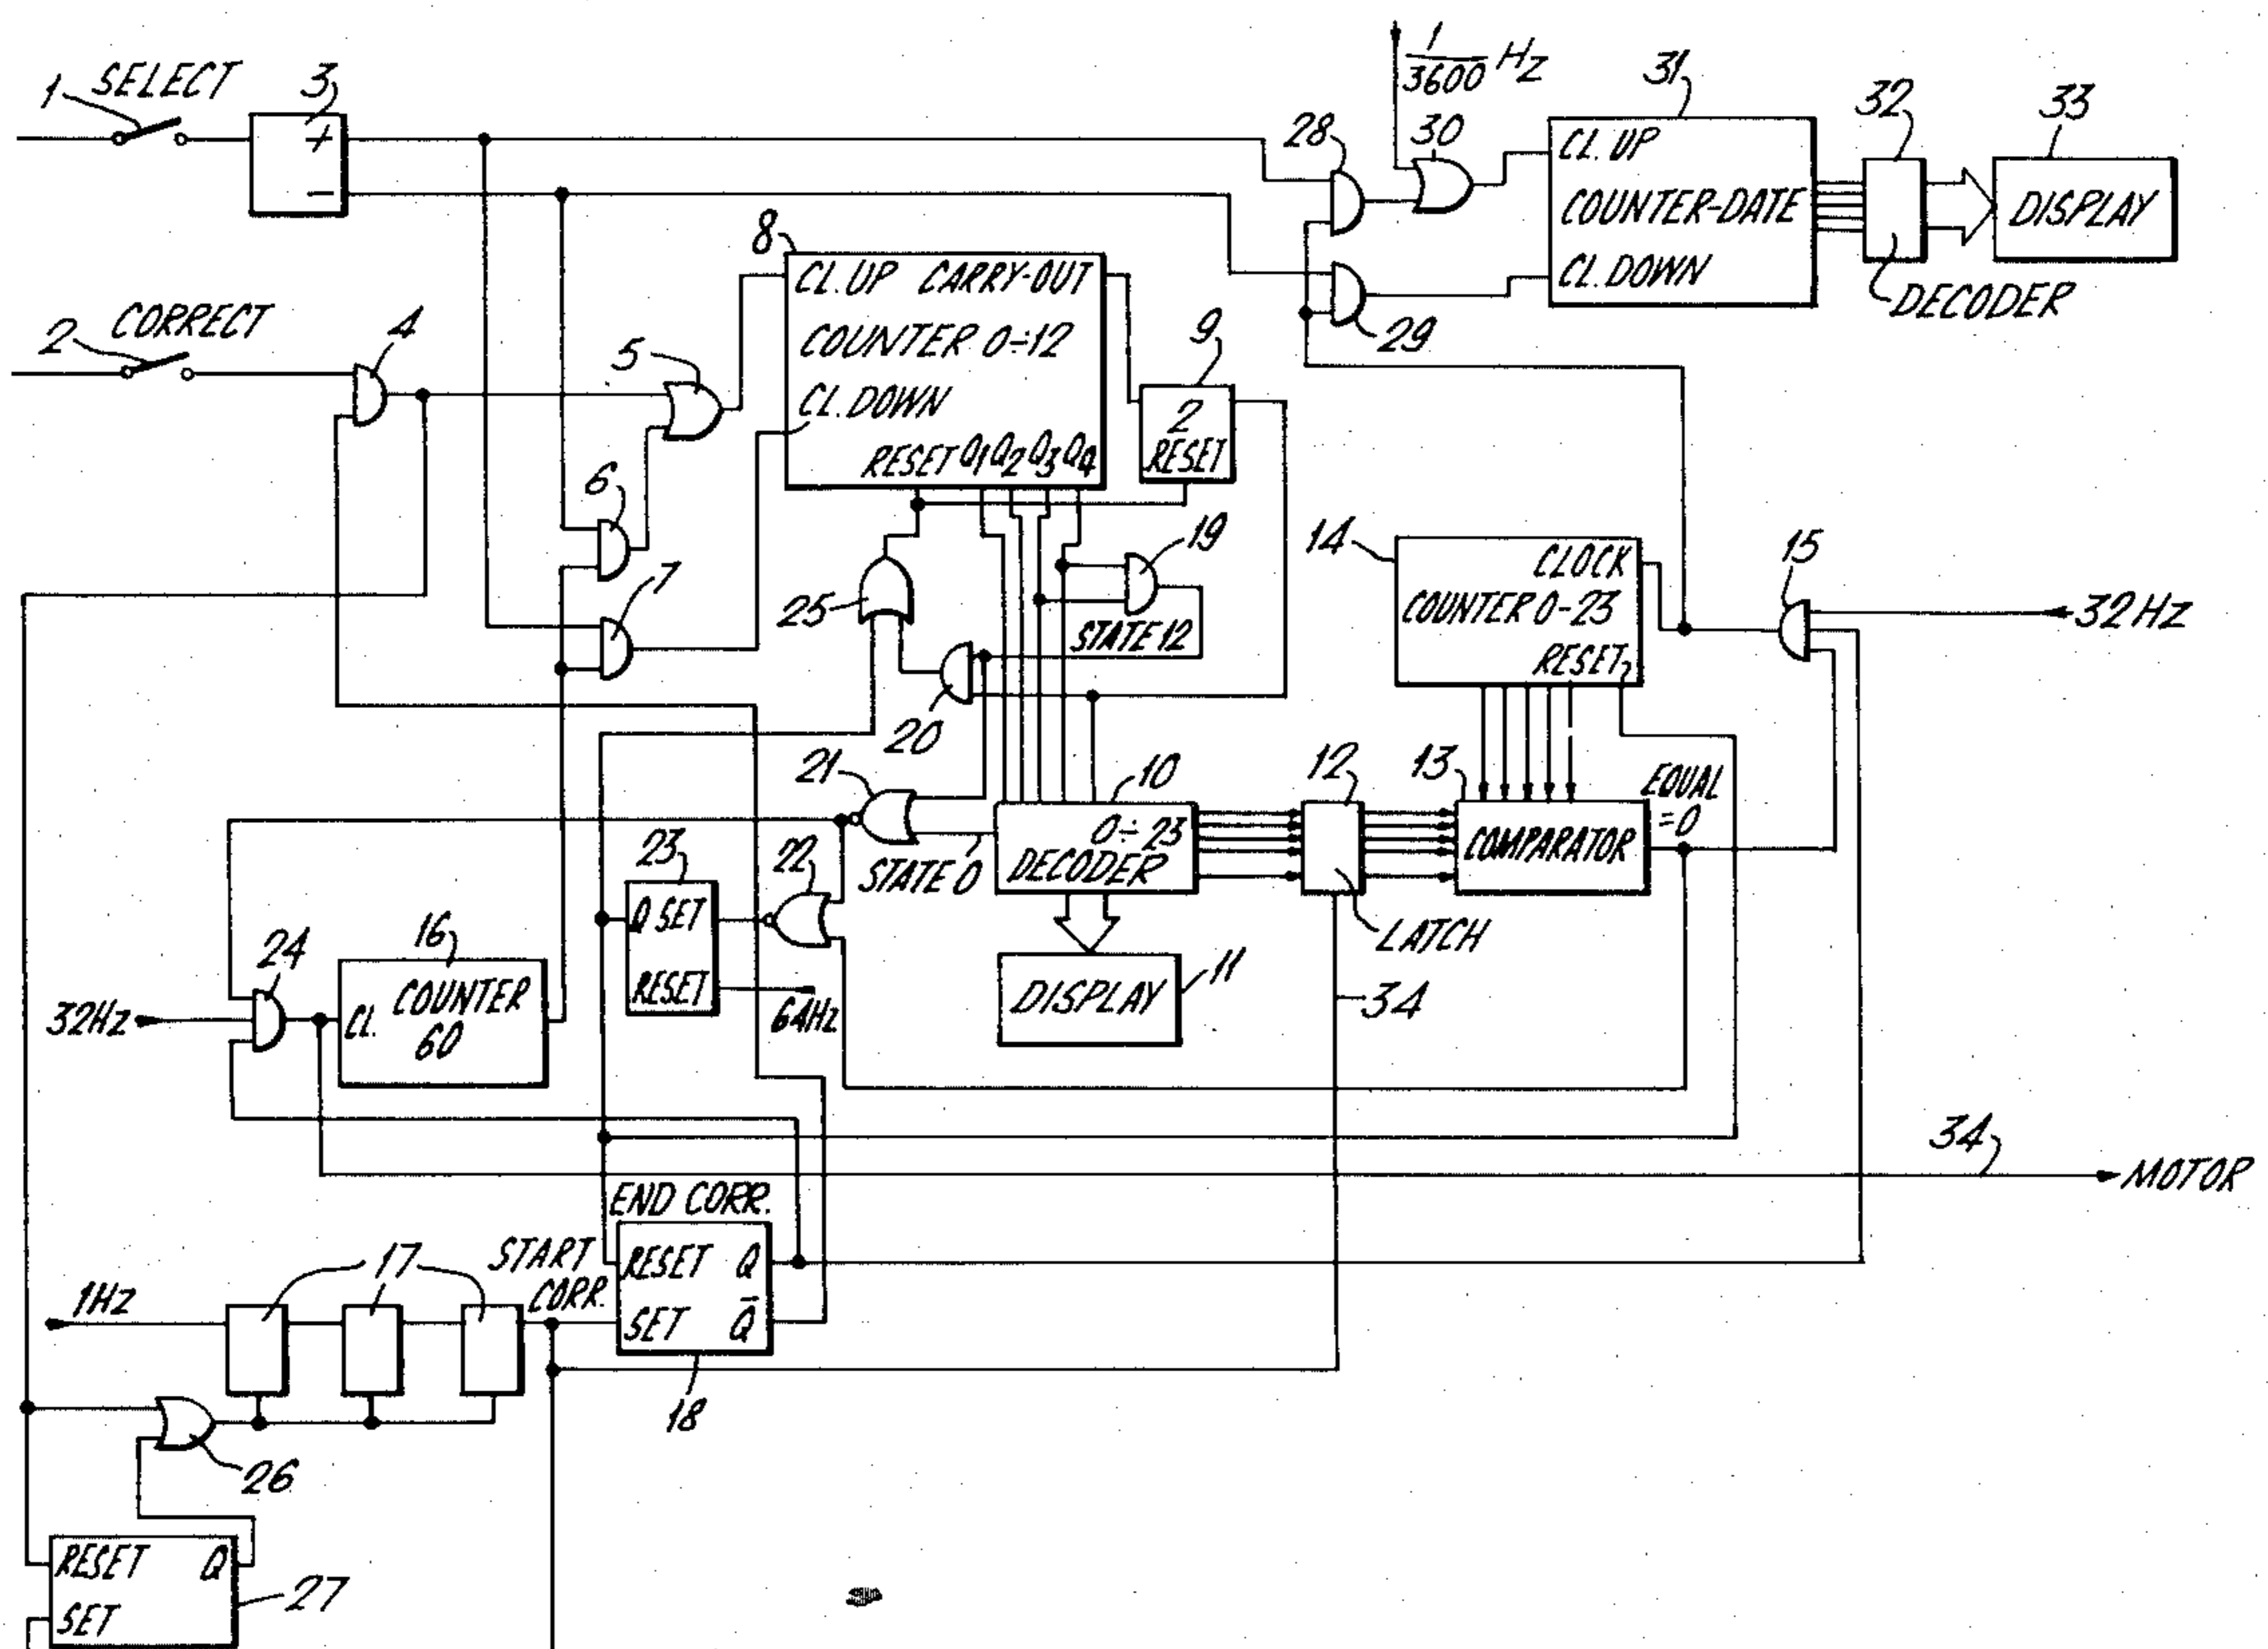 1 SELECT
3
+
−
2 CORRECT
4
5
6
7
8
CL. UP CARRY-OUT
COUNTER 0÷12
CL. DOWN
RESET Q1 Q2 Q3 Q4
9
2
RESET
1/3600 Hz
28
30
29
31
CL. UP
COUNTER-DATE
CL. DOWN
32
DECODER
33
DISPLAY
19
STATE 12
25
20
14
CLOCK
COUNTER 0-23
RESET
15
32 Hz
21
STATE 0
10
0÷23
DECODER
12
LATCH
13
COMPARATOR
EQUAL
=0
23
Q SET
RESET
64Hz
22
DISPLAY
11
34
24
32Hz
16
CL. COUNTER
60
34
MOTOR
END CORR.
RESET Q
SET Q̄
18
1Hz
17
START
CORR.
26
RESET Q
SET
27